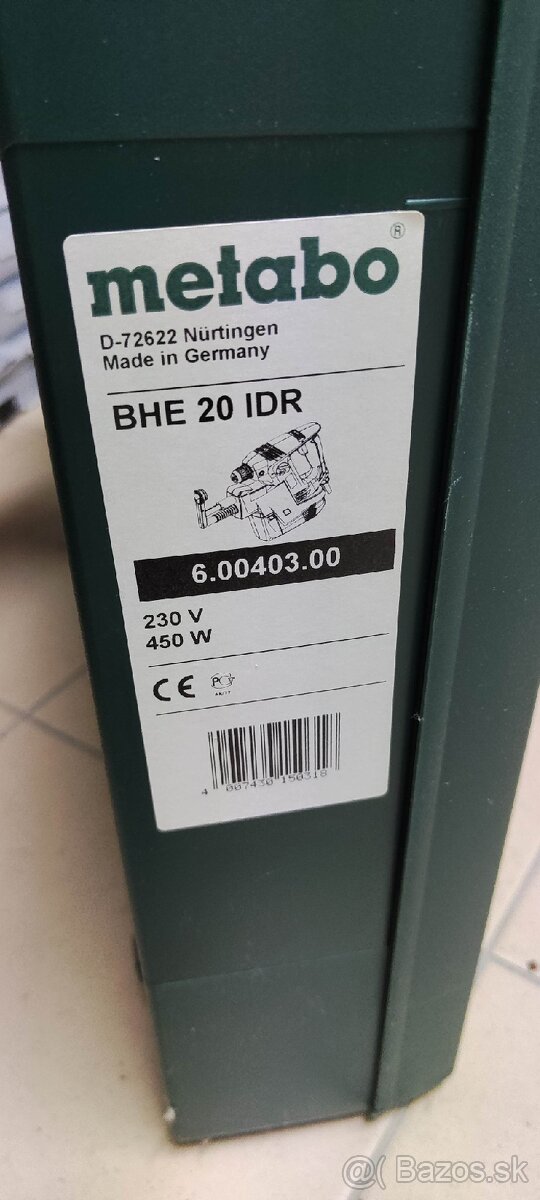 metabo®
D-72622 Nürtingen
Made in Germany
BHE 20 IDR
6.00403.00
230 V
450 W
CE
4 007430 150318
@( Bazos.sk